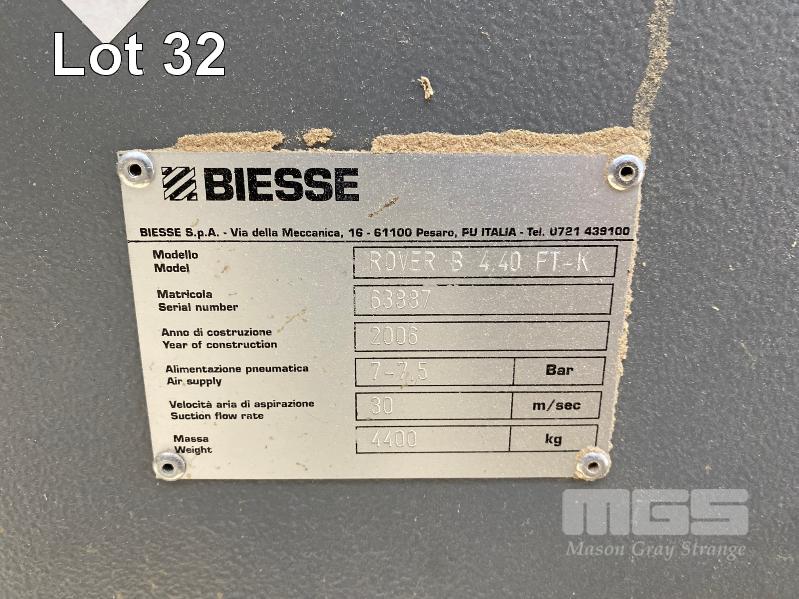 Lot 32
BIESSE
BIESSE S.p.A. - Via della Meccanica, 16 - 61100 Pesaro, PU ITALIA - Tel. 0721 439100
Modello
Model
ROVER B 4.40 FT-K
Matricola
Serial number
63887
Anno di costruzione
Year of construction
2006
Alimentazione pneumatica
Air supply
7-7,5 Bar
Velocità aria di aspirazione
Suction flow rate
30 m/sec
Massa
Weight
4400 kg
MGS
Mason Gray Strange